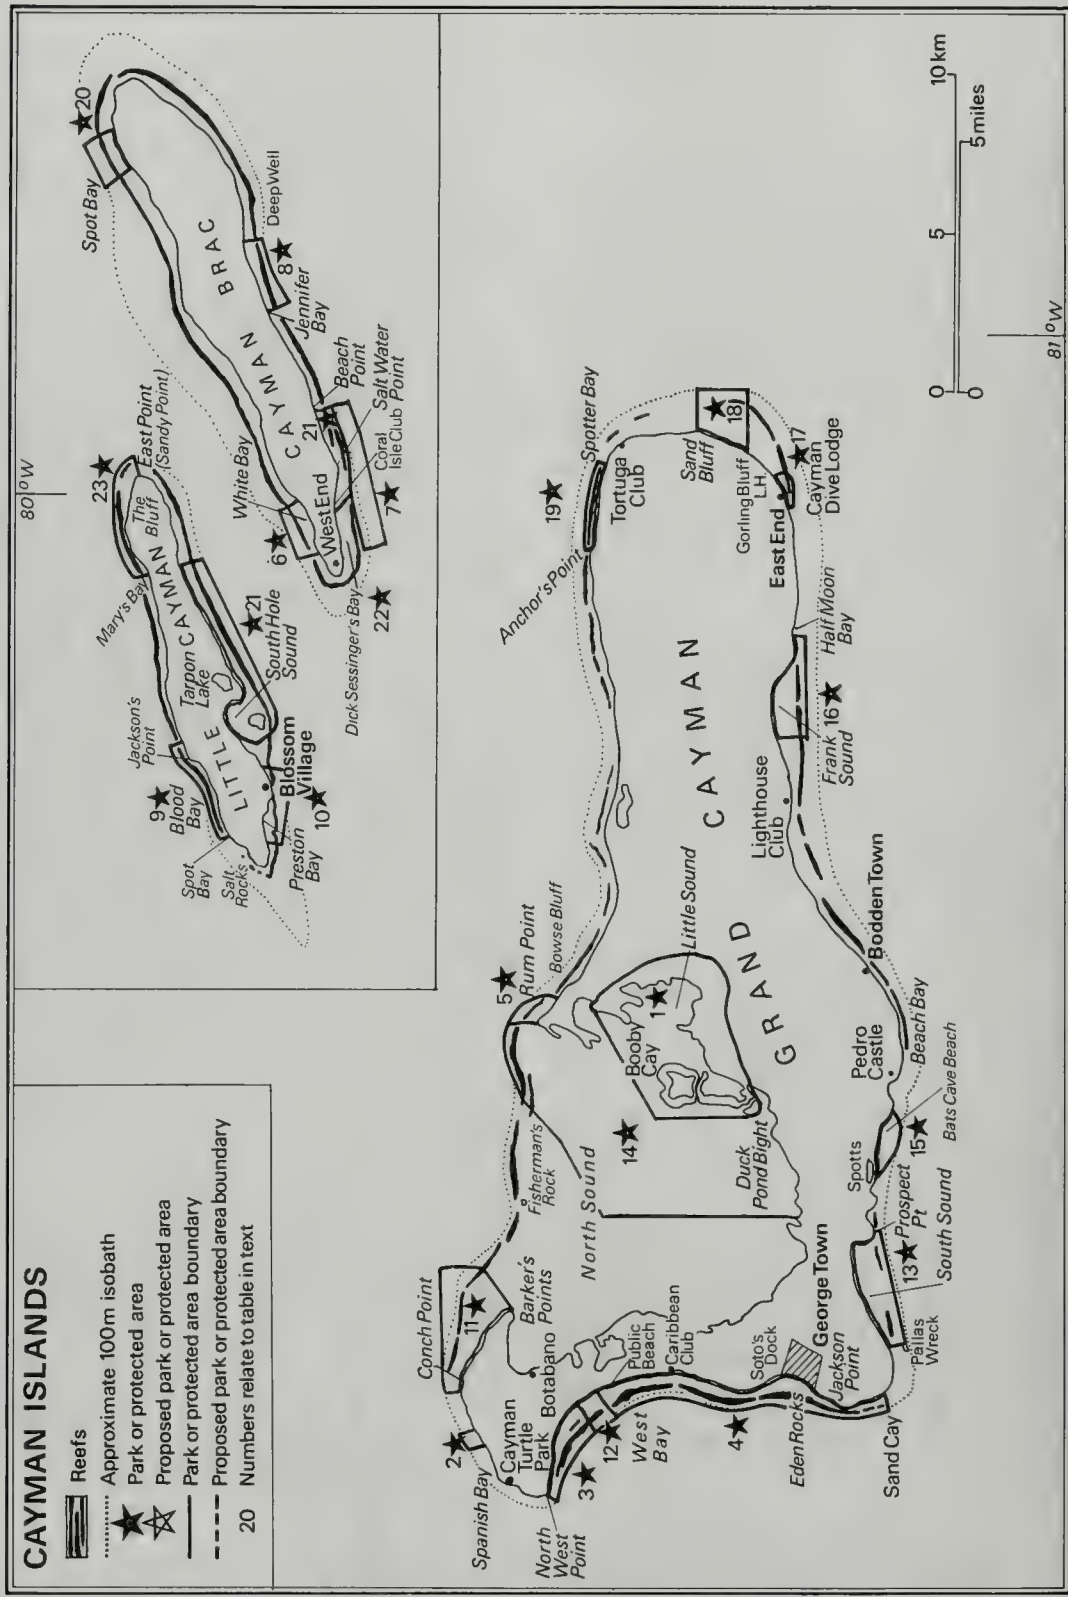 CAYMAN ISLANDS
Reefs
Approximate 100m isobath
Park or protected area
Proposed park or protected area
Park or protected area boundary
Proposed park or protected area boundary
20 Numbers relate to table in text
80°W
23
East Point
(Sandy Point)
The
Bluff
Mary's Bay
LITTLE CAYMAN
Tarpon
Lake
21
South Hole
Sound
Jackson's
Point
9
Blood
Bay
Spot
Bay
Salt
Rocks
Blossom
Village
Preston
Bay
10
20
Spot Bay
CAYMAN BRAC
Deep Well
8
Jennifer
Bay
Beach
Point
Salt Water
Point
21
Coral
Isle Club
7
White Bay
6
West End
Dick Sessinger's Bay
22
Conch Point
11
Barker's
Points
2
Spanish Bay
Cayman
Turtle
Park
North
West
Point
3
Botabano
Public
Beach
12
West
Bay
Caribbean
Club
4
Soto's
Dock
George Town
Eden Rocks
Jackson
Point
Sand Cay
Pallas
Wreck
13
South Sound
Prospect
Pt
Spotts
15
Bats Cave Beach
Beach Bay
Pedro
Castle
Bodden Town
Fisherman's
Rock
North Sound
14
Duck
Pond Bight
Booby
Cay
1
Little Sound
5
Rum Point
Bowse Bluff
GRAND CAYMAN
Lighthouse
Club
Frank
Sound
16
Half Moon
Bay
East End
Gorling Bluff
L.H.
Cayman
Dive Lodge
17
Sand
Bluff
18
Tortuga
Club
Spotter Bay
19
Anchor's Point
0 5 10 km
0 5 miles
81°W